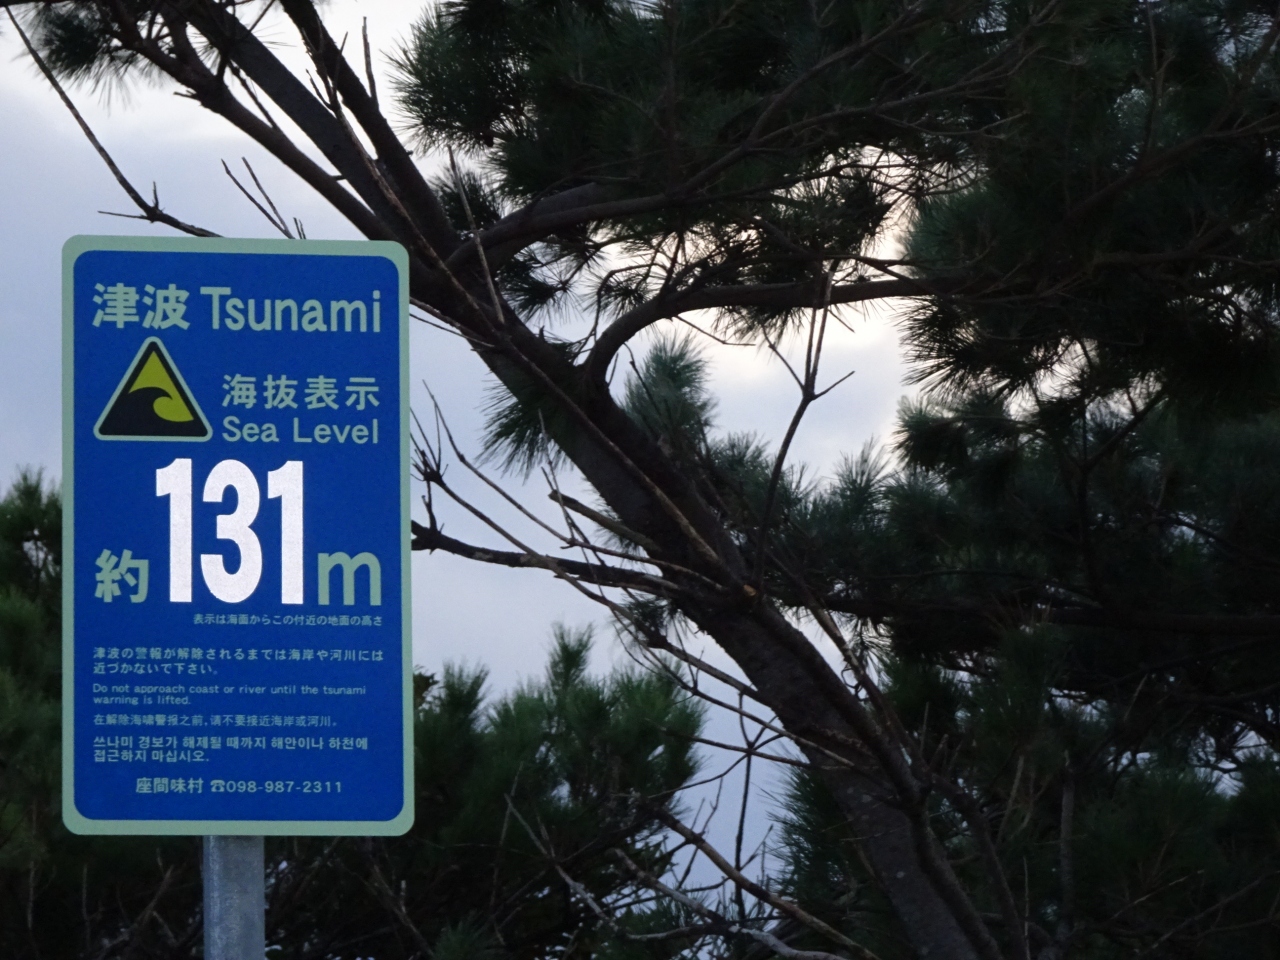 津波 Tsunami
海抜表示
Sea Level
約131m
表示は海面からこの付近の地面の高さ
津波の警報が解除されるまでは海岸や河川には
近づかないで下さい。
Do not approach coast or river until the tsunami
warning is lifted.
在解除海啸警报之前,请不要接近海岸或河川。
쓰나미 경보가 해제될 때까지 해안이나 하천에
접근하지 마십시오.
座間味村 ☎098-987-2311